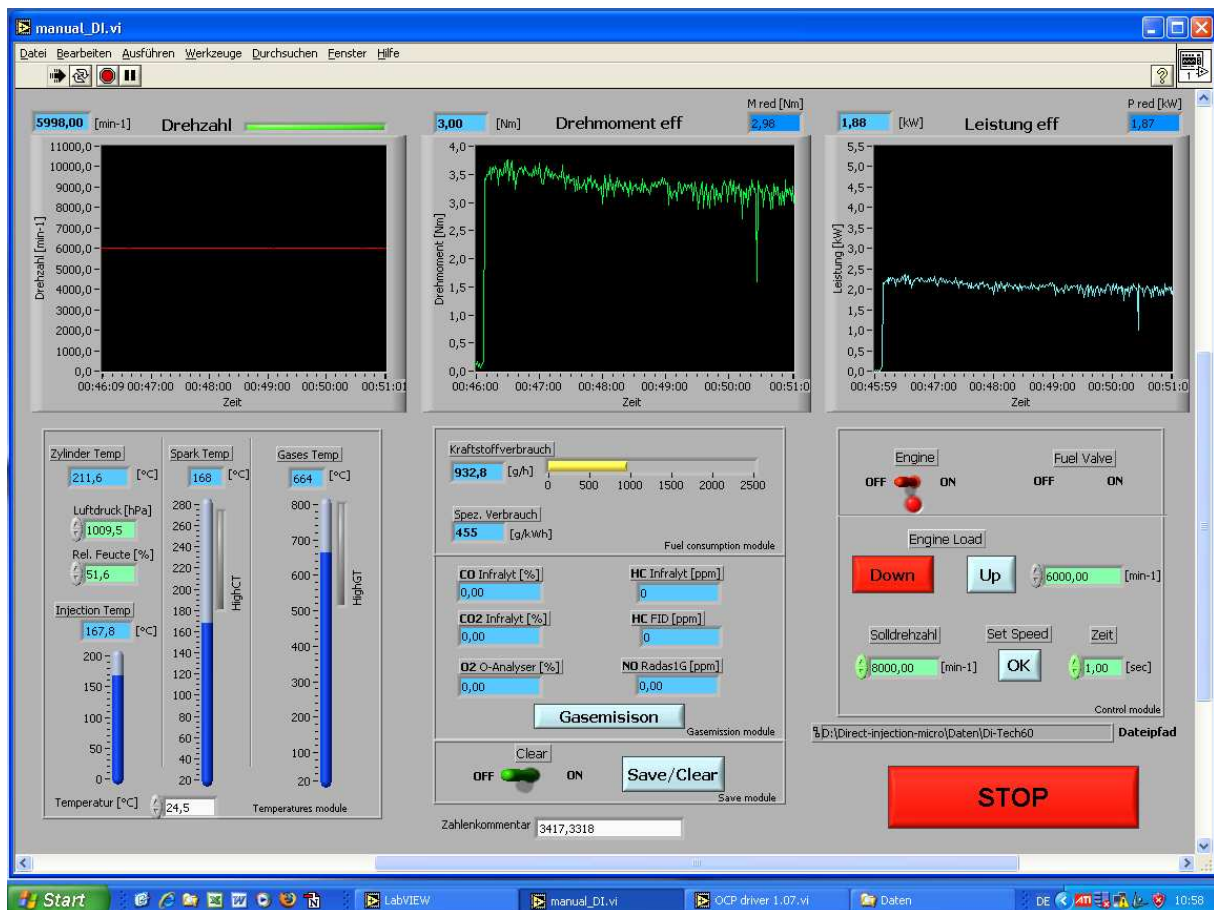 manual_DI.vi
Datei Bearbeiten Ausführen Werkzeuge Durchsuchen Fenster Hilfe
1
5998,00 [min-1] Drehzahl
11000,0
10000,0
9000,0
8000,0
7000,0
6000,0
5000,0
4000,0
3000,0
2000,0
1000,0
0,0
Drehzahl [min-1]
00:46:09 00:47:00 00:48:00 00:49:00 00:50:00 00:51:01
Zeit
M red [Nm]
3,00 [Nm] Drehmoment eff 2,98
4,0
3,5
3,0
2,5
2,0
1,5
1,0
0,5
0,0
Drehmoment [Nm]
00:46:00 00:47:00 00:48:00 00:49:00 00:50:00 00:51:0
Zeit
P red [kW]
1,88 [kW] Leistung eff 1,87
5,5
5,0
4,5
4,0
3,5
3,0
2,5
2,0
1,5
1,0
0,5
0,0
Leistung [kW]
00:45:59 00:47:00 00:48:00 00:49:00 00:50:00 00:51:0
Zeit
Zylinder Temp
211,6 [°C]
Luftdruck [hPa]
1009,5
Rel. Feuchte [%]
51,6
Injection Temp
167,8 [°C]
200
150
100
50
0
Temperatur [°C] 24,5
Spark Temp
168 [°C]
280
260
240
220
200
180
160
140
120
100
80
60
40
20
HighCT
Gases Temp
664 [°C]
800
700
600
500
400
300
200
100
20
HighGT
Temperatures module
Kraftstoffverbrauch
932,8 [g/h]
0 500 1000 1500 2000 2500
Spez. Verbrauch
455 [g/kWh]
Fuel consumption module
CO Infralyt [%] HC Infralyt [ppm]
0,00 0
CO2 Infralyt [%] HC FID [ppm]
0,00 0
O2 O-Analyser [%] NO Radas1G [ppm]
0,00 0,00
Gasemisison
Gasmission module
Clear
OFF ON Save/Clear
Save module
Zahlenkommentar 3417,3318
Engine Fuel Valve
OFF ON OFF ON
Engine Load
Down Up 6000,00 [min-1]
Solldrehzahl Set Speed Zeit
8000,00 [min-1] OK 1,00 [sec]
Control module
D:\Direct-injection-micro\Daten\Di-Tech60 Dateipfad
STOP
Start LabVIEW manual_DI.vi OCP driver 1.07.vi Daten DE 10:58